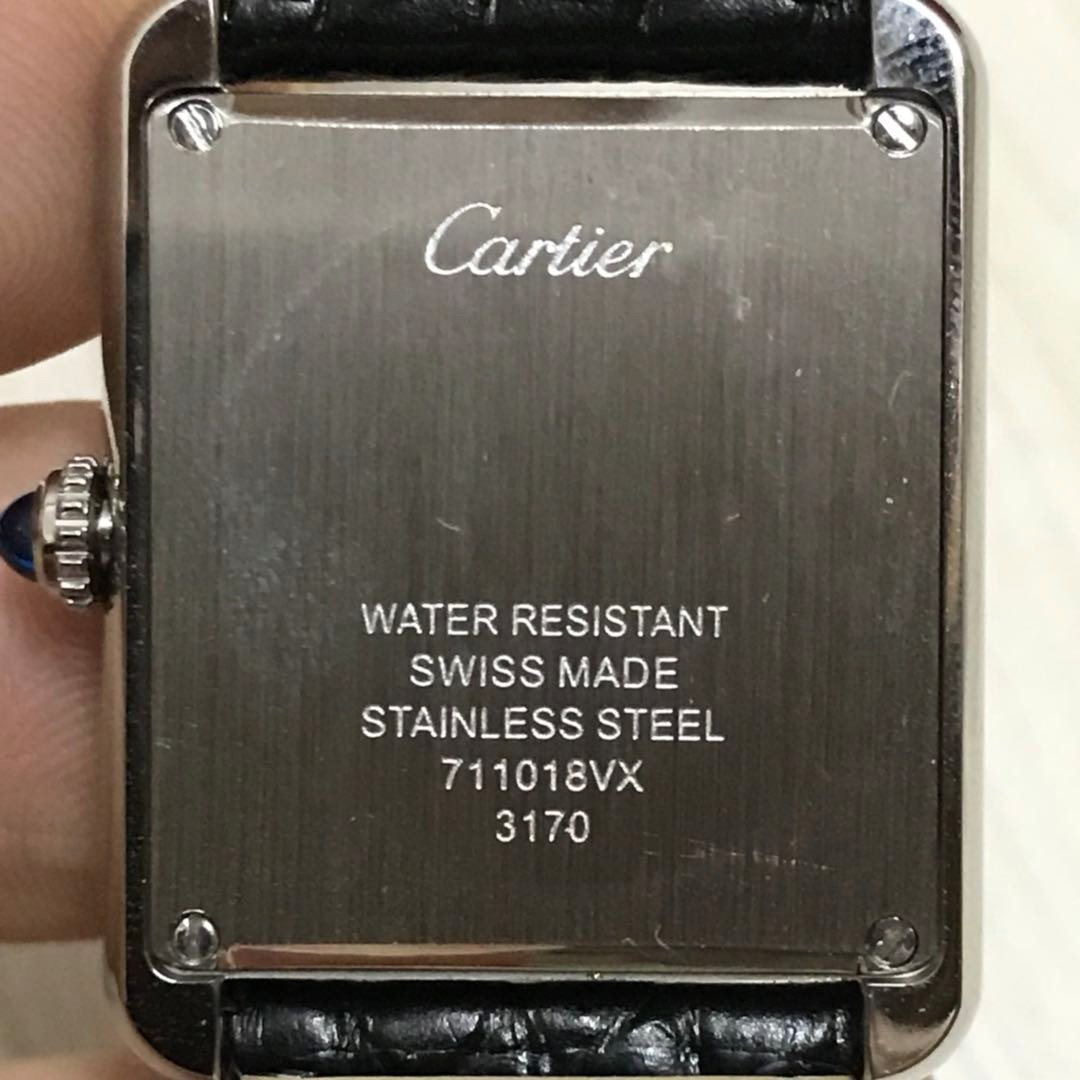 Cartier
WATER RESISTANT
SWISS MADE
STAINLESS STEEL
711018VX
3170